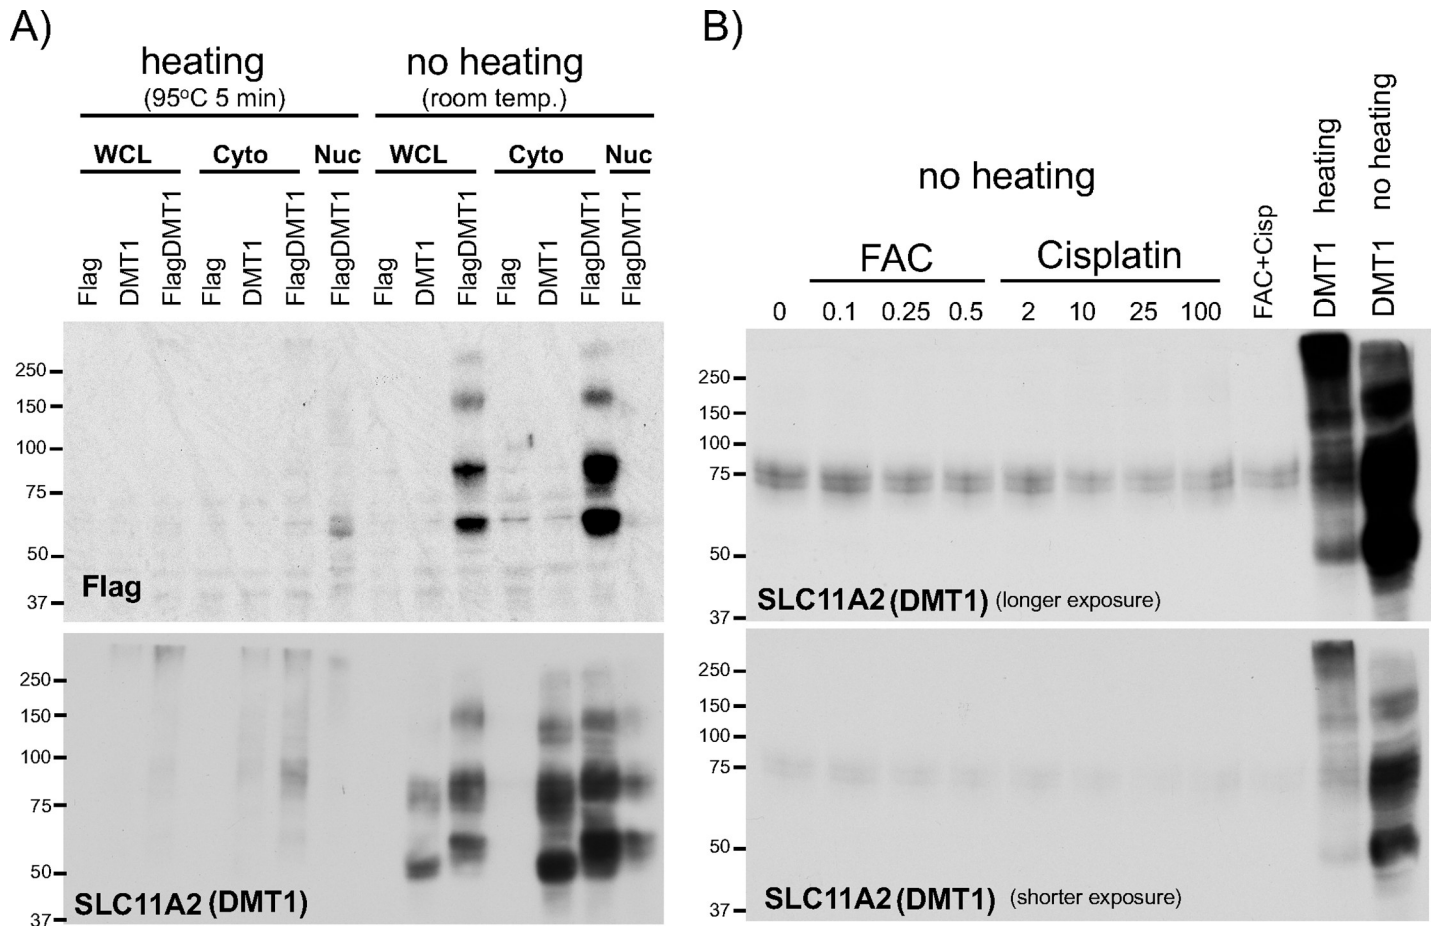 A)
heating
(95°C 5 min)
no heating
(room temp.)
WCL
Cyto
Nuc
WCL
Cyto
Nuc
Flag
DMT1
FlagDMT1
Flag
DMT1
FlagDMT1
FlagDMT1
Flag
DMT1
FlagDMT1
Flag
DMT1
FlagDMT1
FlagDMT1
250
150
100
75
50
37
Flag
250
150
100
75
50
37
SLC11A2 (DMT1)
B)
no heating
FAC
Cisplatin
0
0.1
0.25
0.5
2
10
25
100
FAC+Cisp
DMT1 heating
DMT1 no heating
250
150
100
75
50
37
SLC11A2 (DMT1) (longer exposure)
250
150
100
75
50
37
SLC11A2 (DMT1) (shorter exposure)